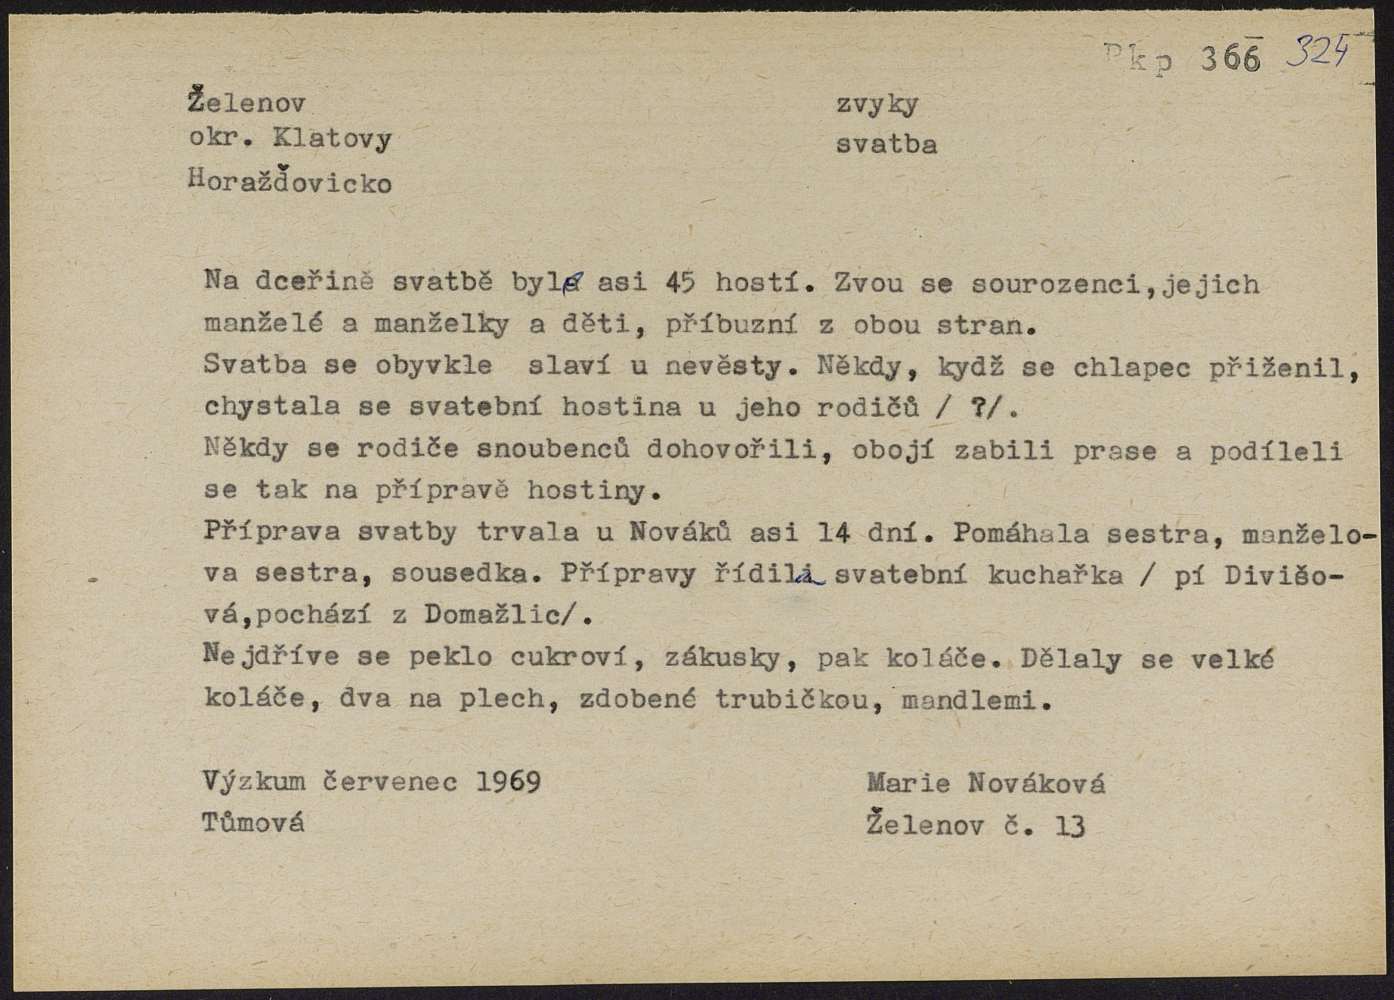 Pkp 366 324
Želenov
okr. Klatovy
Horažďovicko
zvyky
svatba
Na dceřině svatbě bylo asi 45 hostí. Zvou se sourozenci,jejich
manželé a manželky a děti, příbuzní z obou stran.
Svatba se obyvkle slaví u nevěsty. Někdy, kydž se chlapec přiženil,
chystala se svatební hostina u jeho rodičů / ?/.
Někdy se rodiče snoubenců dohovořili, obojí zabili prase a podíleli
se tak na přípravě hostiny.
Příprava svatby trvala u Nováků asi 14 dní. Pomáhala sestra, manželo-
va sestra, sousedka. Přípravy řídila svatební kuchařka / pí Divišo-
vá,pochází z Domažlic/.
Nejdříve se peklo cukroví, zákusky, pak koláče. Dělaly se velké
koláče, dva na plech, zdobené trubičkou, mandlemi.
Výzkum červenec 1969
Tůmová
Marie Nováková
Želenov č. 13